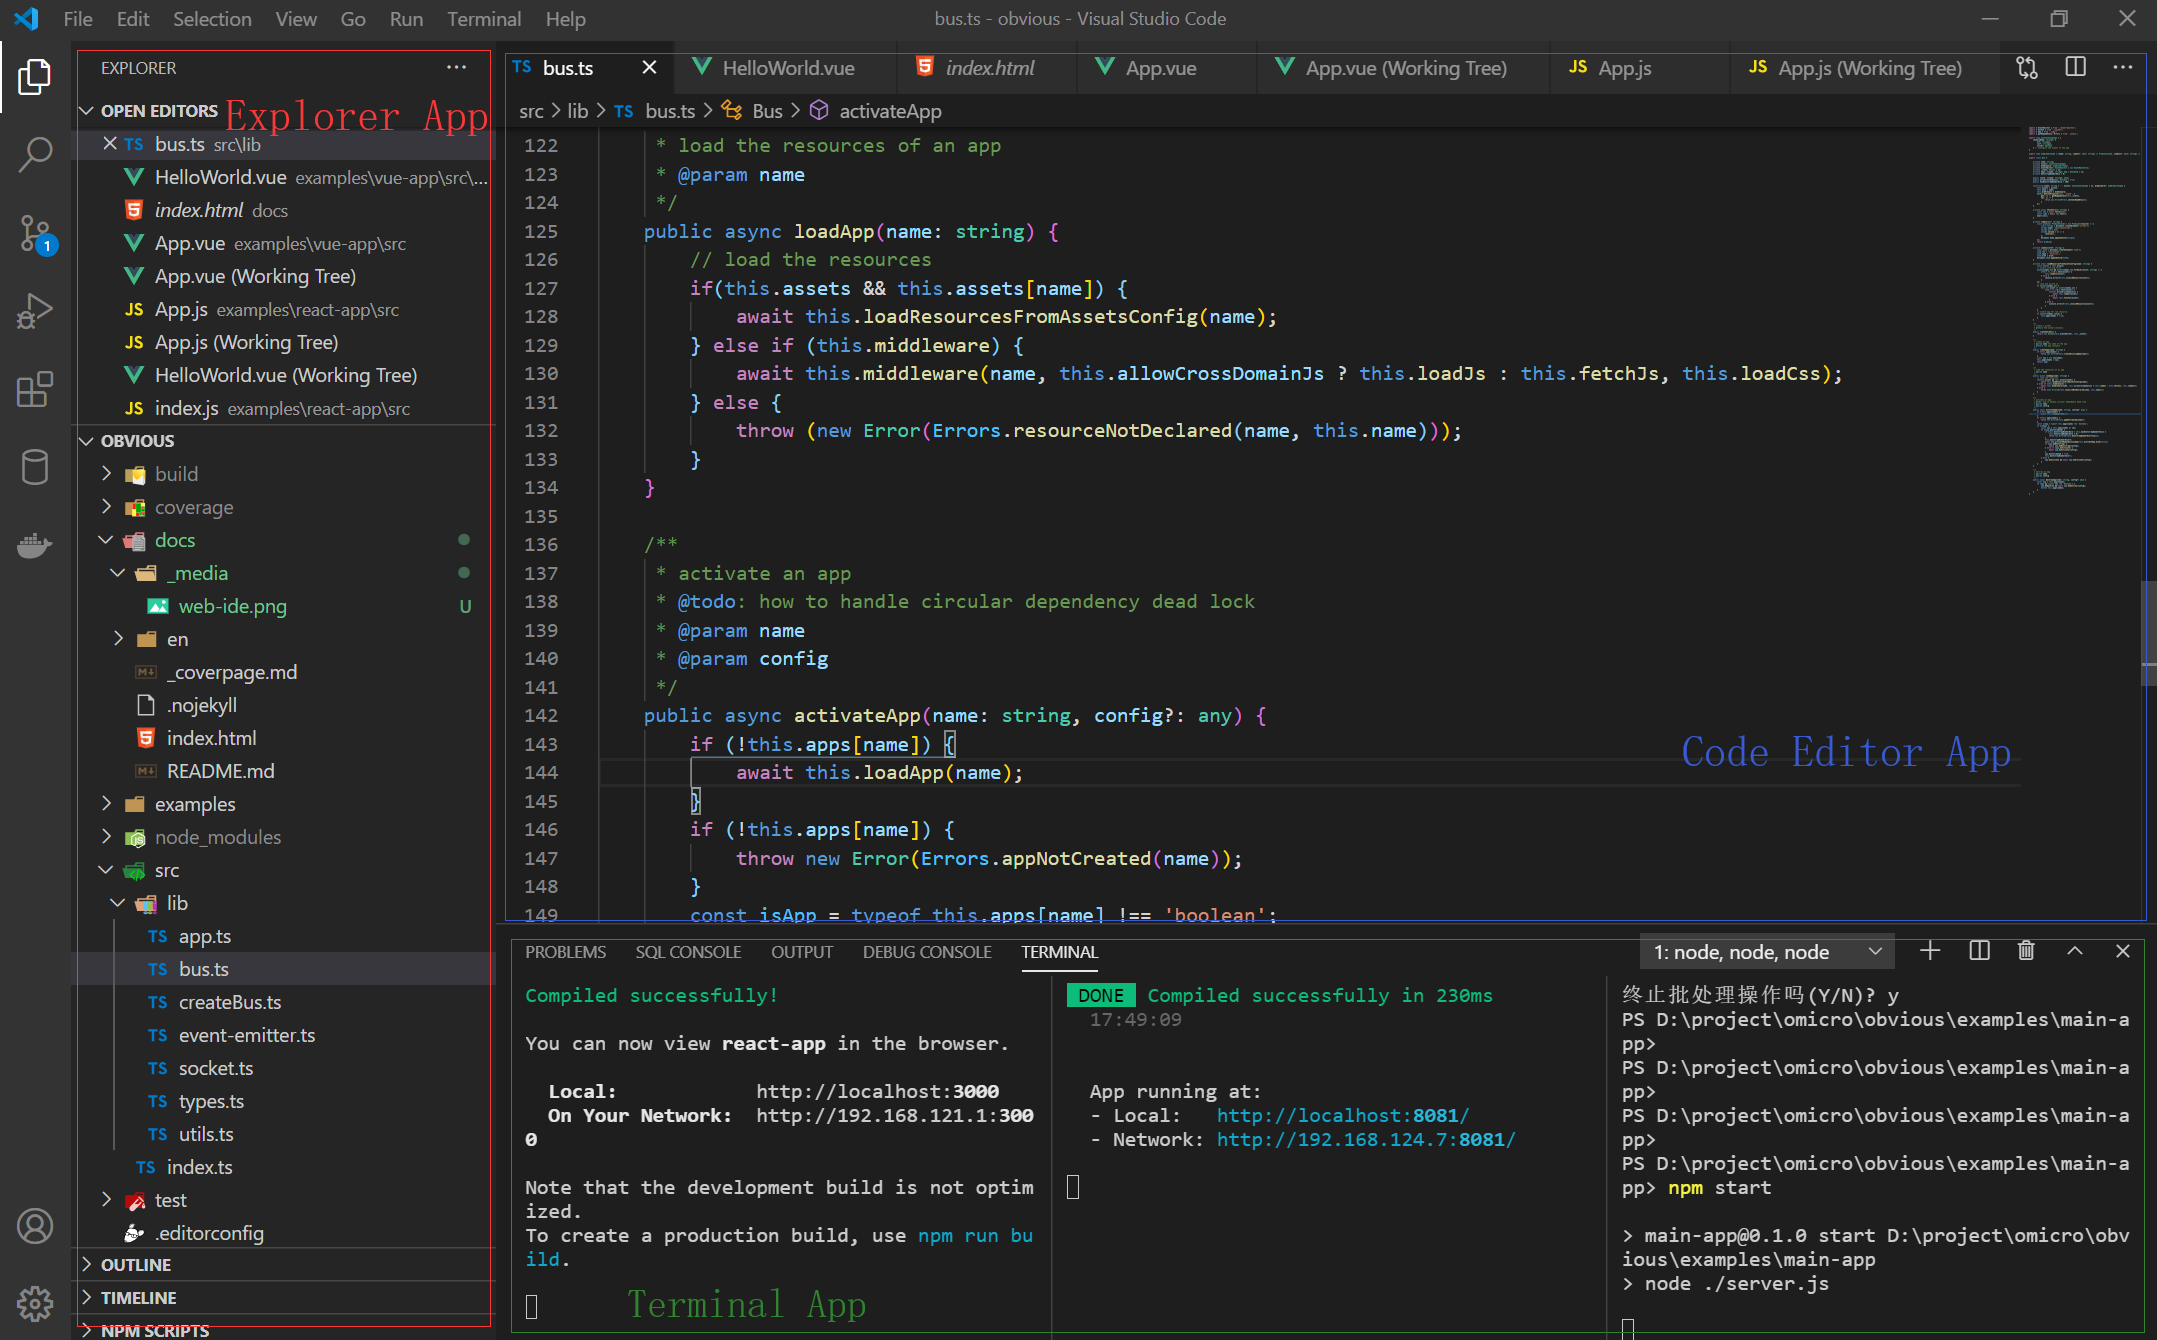 File Edit Selection View Go Run Terminal Help
bus.ts - obvious - Visual Studio Code
EXPLORER
OPEN EDITORS
Explorer App
TS bus.ts src\lib
HelloWorld.vue examples\vue-app\src\...
index.html docs
App.vue examples\vue-app\src
App.vue (Working Tree)
JS App.js examples\react-app\src
JS App.js (Working Tree)
HelloWorld.vue (Working Tree)
JS index.js examples\react-app\src
1
OBVIOUS
build
coverage
docs
_media
web-ide.png U
en
_coverpage.md
.nojekyll
index.html
README.md
examples
node_modules
src
lib
TS app.ts
TS bus.ts
TS createBus.ts
TS event-emitter.ts
TS socket.ts
TS types.ts
TS utils.ts
TS index.ts
test
.editorconfig
OUTLINE
TIMELINE
NPM SCRIPTS
TS bus.ts HelloWorld.vue index.html App.vue App.vue (Working Tree) JS App.js JS App.js (Working Tree)
src > lib > TS bus.ts > Bus > activateApp
122 * load the resources of an app
123 * @param name
124 */
125 public async loadApp(name: string) {
126 // load the resources
127 if(this.assets && this.assets[name]) {
128 await this.loadResourcesFromAssetsConfig(name);
129 } else if (this.middleware) {
130 await this.middleware(name, this.allowCrossDomainJs ? this.loadJs : this.fetchJs, this.loadCss);
131 } else {
132 throw (new Error(Errors.resourceNotDeclared(name, this.name)));
133 }
134 }
135
136 /**
137 * activate an app
138 * @todo: how to handle circular dependency dead lock
139 * @param name
140 * @param config
141 */
142 public async activateApp(name: string, config?: any) {
143 if (!this.apps[name]) {
144 await this.loadApp(name);
145 }
146 if (!this.apps[name]) {
147 throw new Error(Errors.appNotCreated(name));
148 }
149 const isApp = typeof this.apps[name] !== 'boolean';
Code Editor App
PROBLEMS SQL CONSOLE OUTPUT DEBUG CONSOLE TERMINAL
1: node, node, node
Compiled successfully!
You can now view react-app in the browser.
Local: http://localhost:3000
On Your Network: http://192.168.121.1:300
0
Note that the development build is not optim
ized.
To create a production build, use npm run bu
ild.
Terminal App
DONE Compiled successfully in 230ms
17:49:09
App running at:
- Local: http://localhost:8081/
- Network: http://192.168.124.7:8081/
终止批处理操作吗(Y/N)? y
PS D:\project\omicro\obvious\examples\main-a
pp>
PS D:\project\omicro\obvious\examples\main-a
pp>
PS D:\project\omicro\obvious\examples\main-a
pp>
PS D:\project\omicro\obvious\examples\main-a
pp> npm start
> main-app@0.1.0 start D:\project\omicro\obv
ious\examples\main-app
> node ./server.js